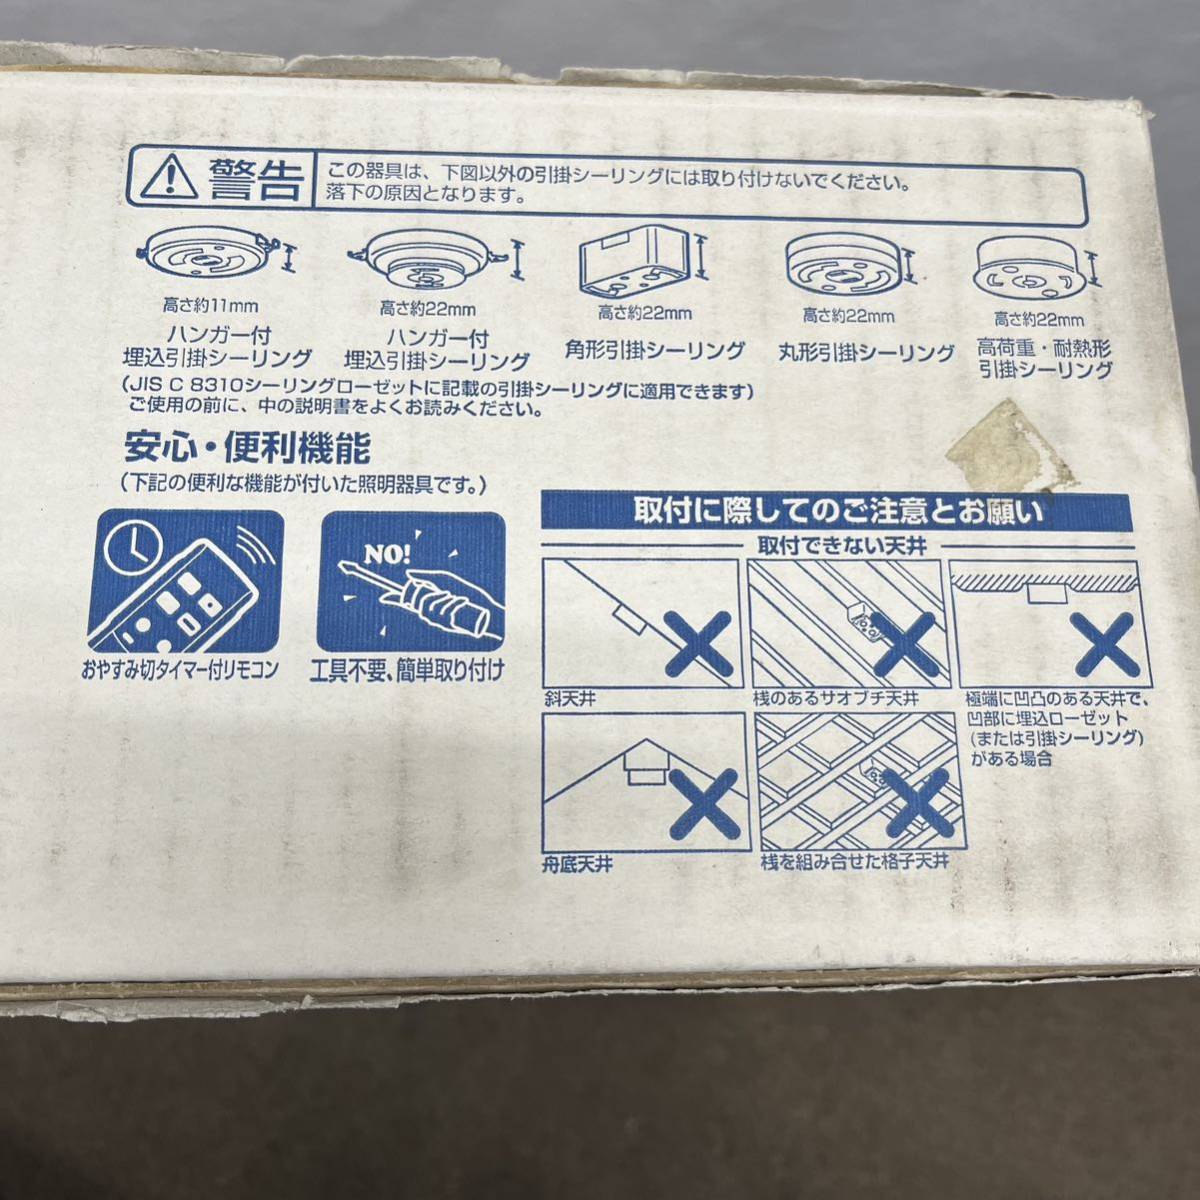 警告
この器具は、下図以外の引掛シーリングには取り付けないでください。
落下の原因となります。
高さ約11mm
ハンガー付
埋込引掛シーリング
高さ約22mm
ハンガー付
埋込引掛シーリング
高さ約22mm
角形引掛シーリング
高さ約22mm
丸形引掛シーリング
高さ約22mm
高荷重・耐熱形
引掛シーリング
(JIS C 8310シーリングローゼットに記載の引掛シーリングに適用できます)
ご使用の前に、中の説明書をよくお読みください。
安心・便利機能
(下記の便利な機能が付いた照明器具です。)
おやすみ切タイマー付リモコン
NO!
工具不要、簡単取り付け
取付に際してのご注意とお願い
取付できない天井
斜天井
桟のあるサオブチ天井
極端に凹凸のある天井で、
凹部に埋込ローゼット
(または引掛シーリング)
がある場合
舟底天井
桟を組み合せた格子天井